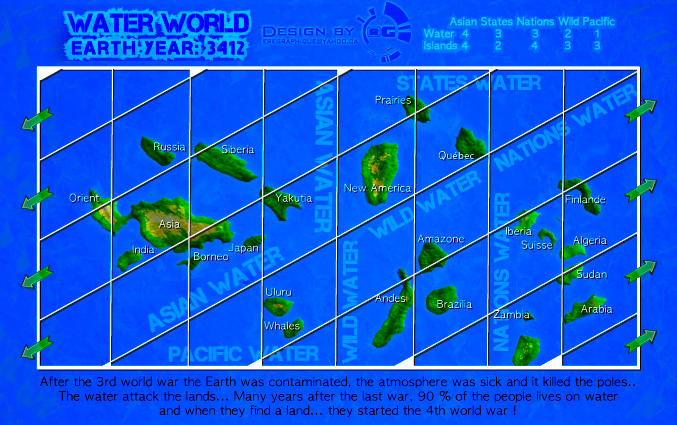 WATER WORLD
EARTH YEAR: 3412
DESIGN BY EG
EREGRAPHIQUE@YAHOO.CA
Asian States Nations Wild Pacific
Water 4 3 3 2 1
Islands 4 2 4 3 3
STATES WATER
ASIAN WATER
NATIONS WATER
Prairies
Russia
Siberia
Québec
New America
Orient
Yakutia
WILD WATER
Finlande
Asia
Iberia
Suisse
Algeria
India
Japan
Borneo
Amazone
NATIONS WATER
Sudan
ASIAN WATER
WILD WATER
Uluru
Andes
Brazilia
Arabia
Whales
Zambia
PACIFIC WATER
After the 3rd world war the Earth was contaminated, the atmosphere was sick and it killed the poles..
The water attack the lands... Many years after the last war, 90 % of the people lives on water
and when they find a land... they started the 4th world war !